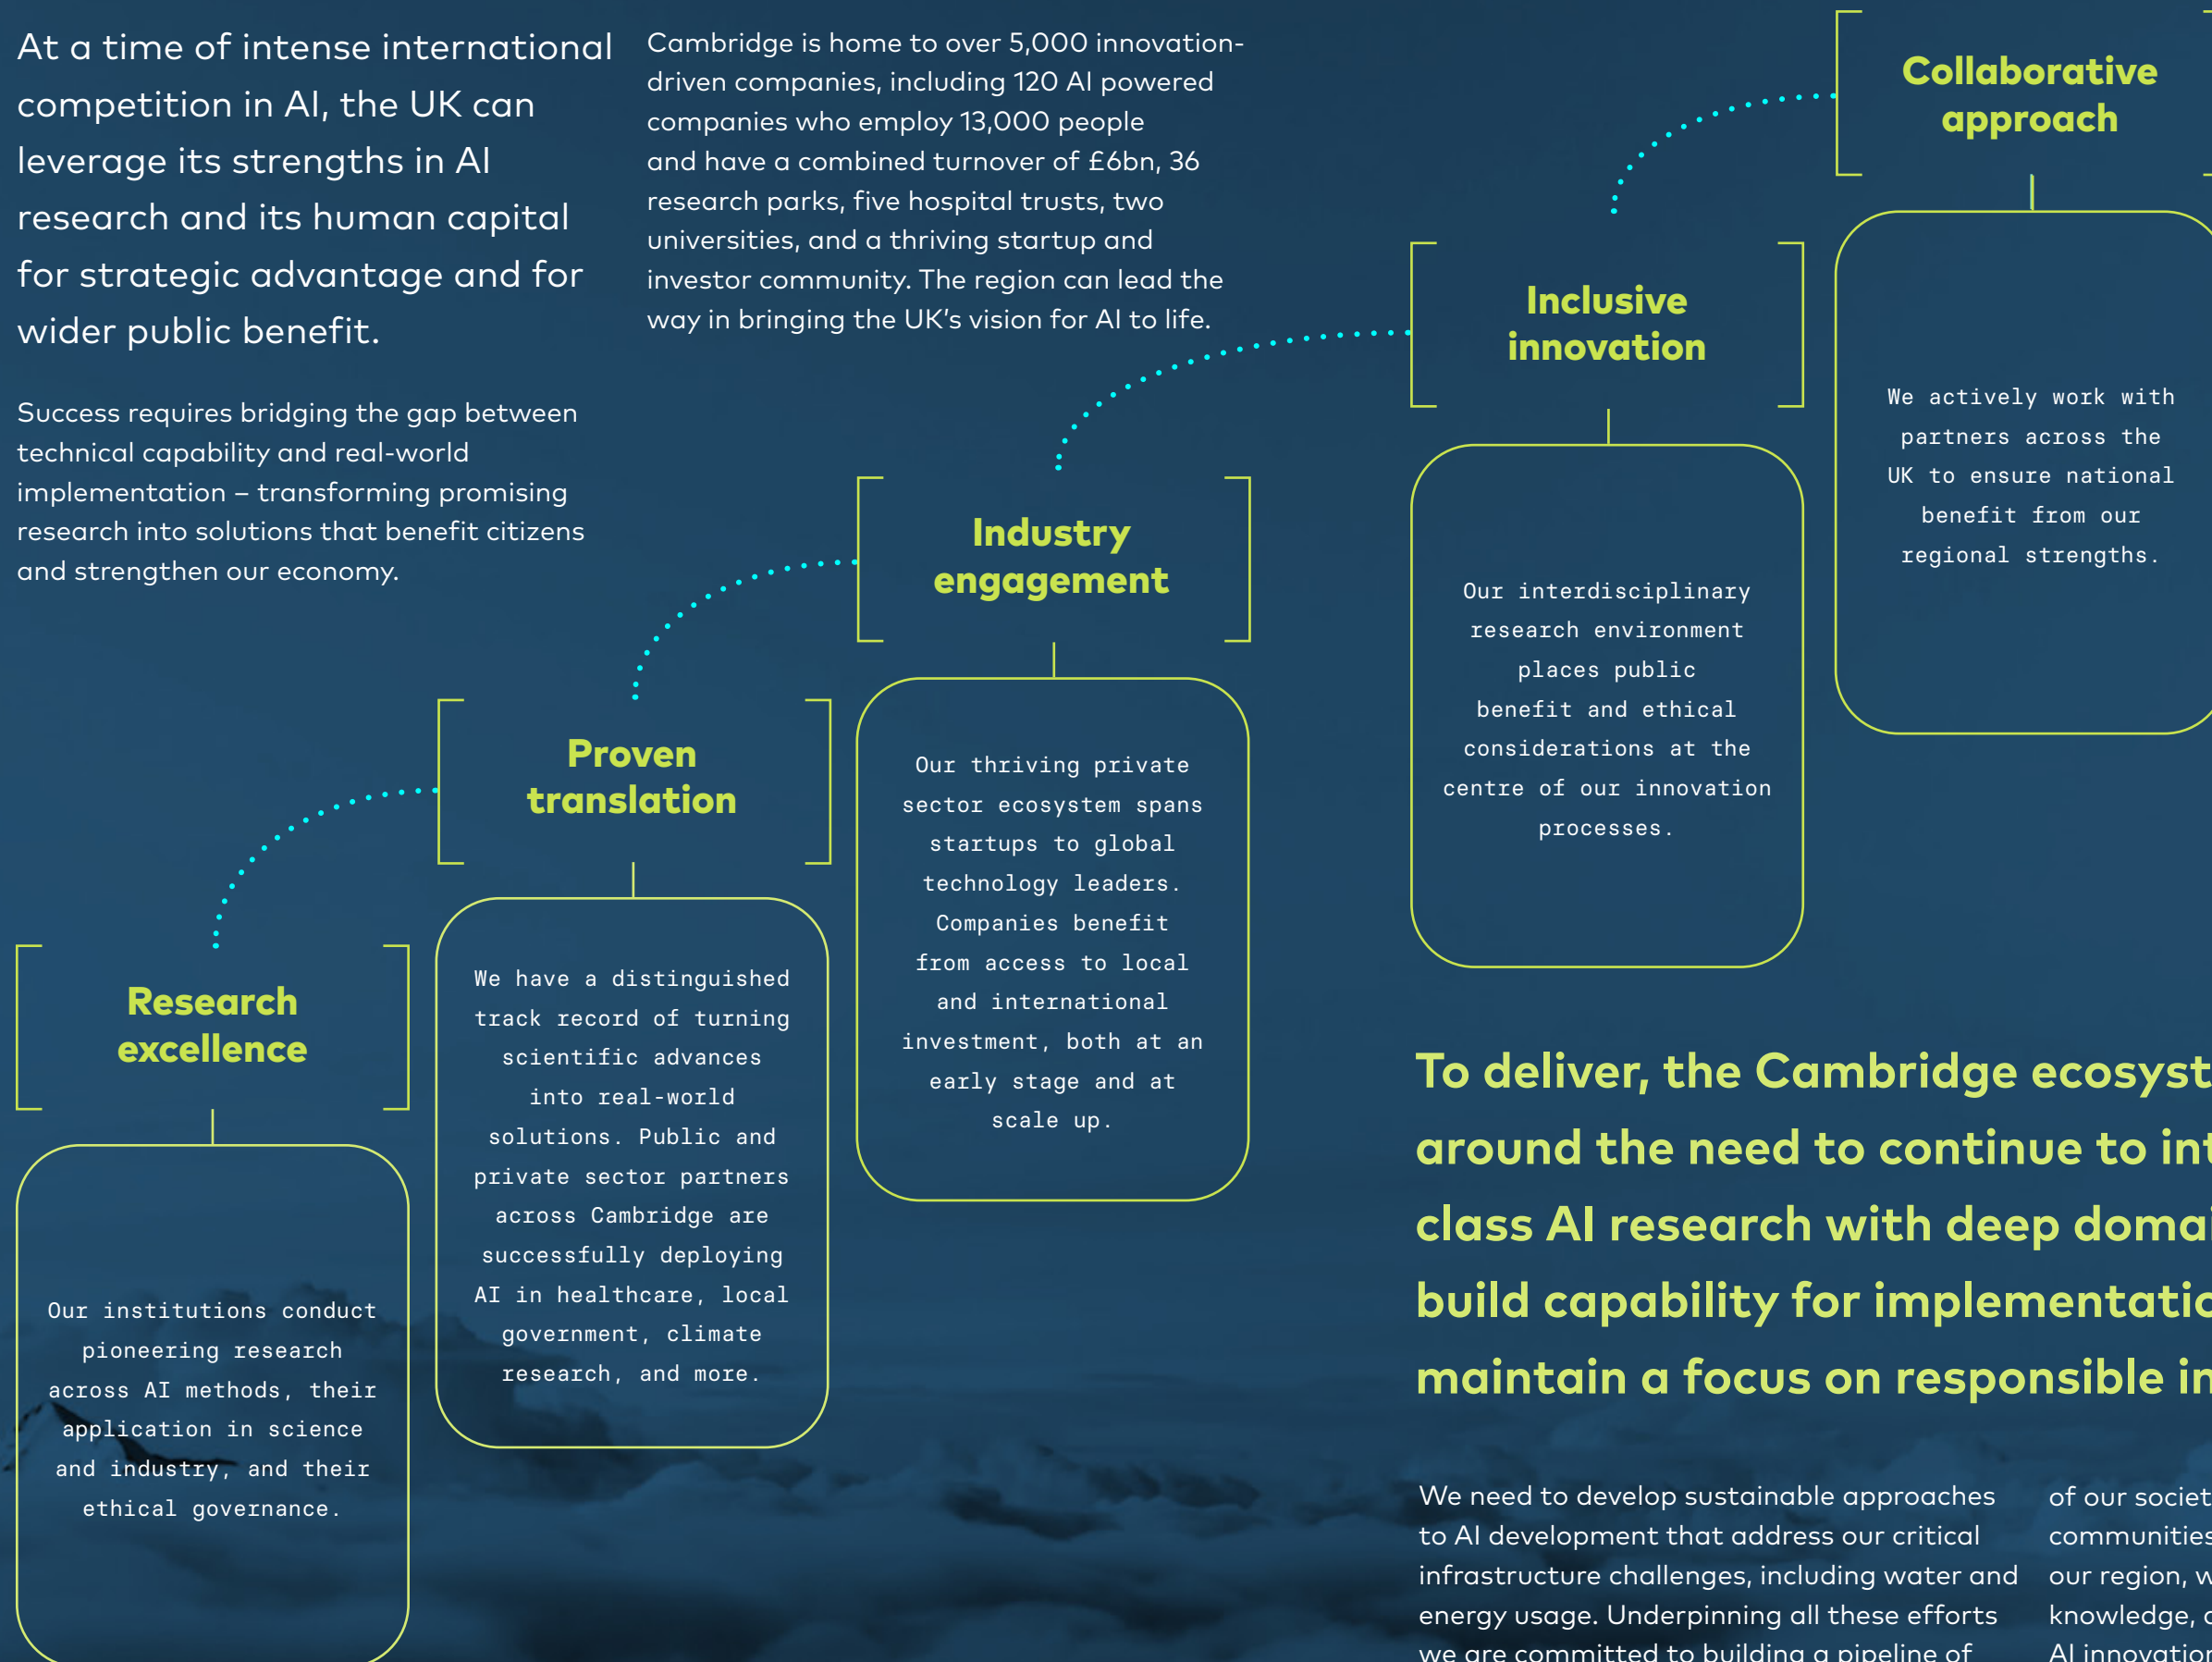 At a time of intense international
competition in AI, the UK can
leverage its strengths in AI
research and its human capital
for strategic advantage and for
wider public benefit.
Success requires bridging the gap between
technical capability and real-world
implementation – transforming promising
research into solutions that benefit citizens
and strengthen our economy.
Cambridge is home to over 5,000 innovation-
driven companies, including 120 AI powered
companies who employ 13,000 people
and have a combined turnover of £6bn, 36
research parks, five hospital trusts, two
universities, and a thriving startup and
investor community. The region can lead the
way in bringing the UK's vision for AI to life.
Research
excellence
Our institutions conduct
pioneering research
across AI methods, their
application in science
and industry, and their
ethical governance.
Proven
translation
We have a distinguished
track record of turning
scientific advances
into real-world
solutions. Public and
private sector partners
across Cambridge are
successfully deploying
AI in healthcare, local
government, climate
research, and more.
Industry
engagement
Our thriving private
sector ecosystem spans
startups to global
technology leaders.
Companies benefit
from access to local
and international
investment, both at an
early stage and at
scale up.
Inclusive
innovation
Our interdisciplinary
research environment
places public
benefit and ethical
considerations at the
centre of our innovation
processes.
Collaborative
approach
We actively work with
partners across the
UK to ensure national
benefit from our
regional strengths.
To deliver, the Cambridge
around the need to continue to
class AI research with deep
build capability for
maintain a focus on responsible
We need to develop sustainable approaches
to AI development that address our critical
infrastructure challenges, including water and
energy usage. Underpinning all these efforts
we are committed to building a pipeline of
of our
communities
our region,
knowledge,
AI innovation